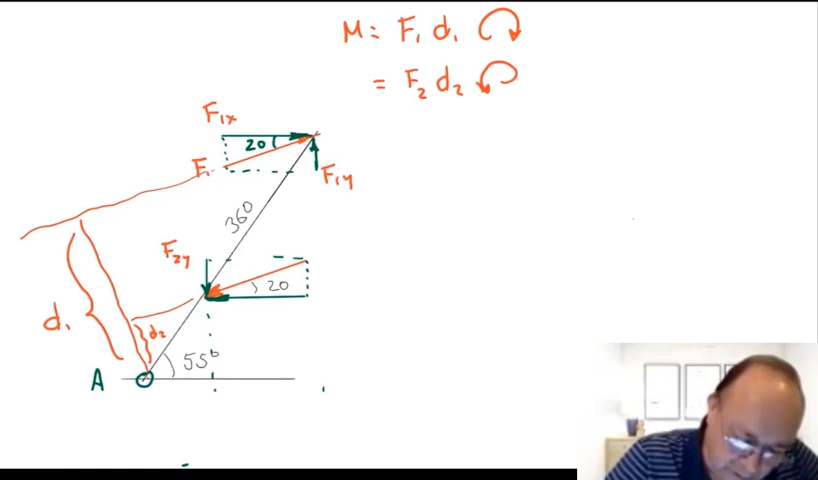 M = F₁ d₁
= F₂ d₂
F₁x
20
F₁
F₁y
360
F₂y
20
d₁
d₂
55°
A